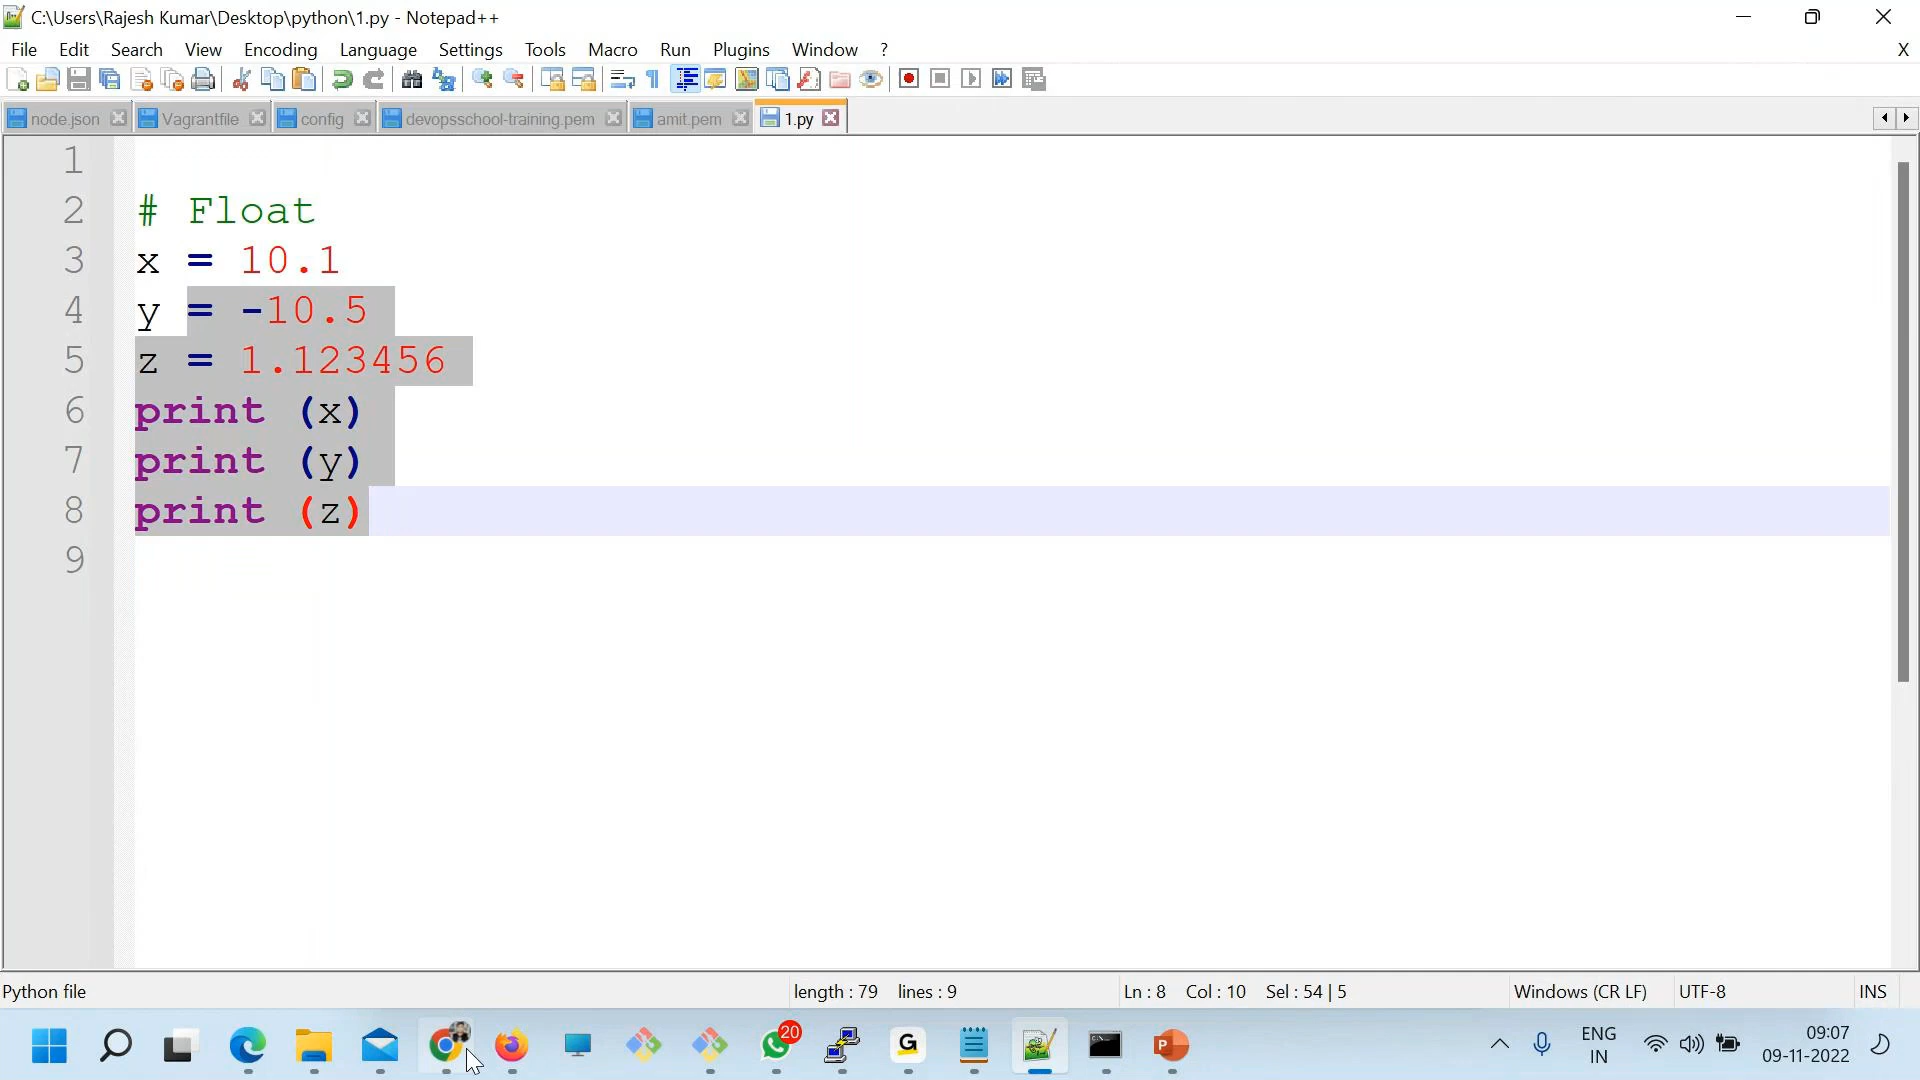 C:\Users\Rajesh Kumar\Desktop\python\1.py - Notepad++
File Edit Search View Encoding Language Settings Tools Macro Run Plugins Window ? X
node.json Vagrantfile config devopsschool-training.pem amit.pem 1.py
1
2 # Float
3 x = 10.1
4 y = -10.5
5 z = 1.123456
6 print (x)
7 print (y)
8 print (z)
9
Python file length : 79 lines : 9 Ln : 8 Col : 10 Sel : 54 | 5 Windows (CR LF) UTF-8 INS
20
G
P
ENG
IN
09:07
09-11-2022